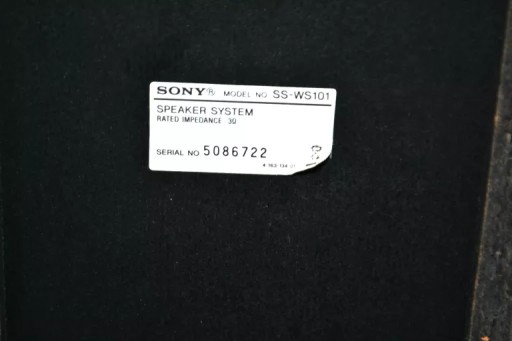 SONY® MODEL NO. SS-WS101
SPEAKER SYSTEM
RATED IMPEDANCE 3Ω
SERIAL NO 5086722